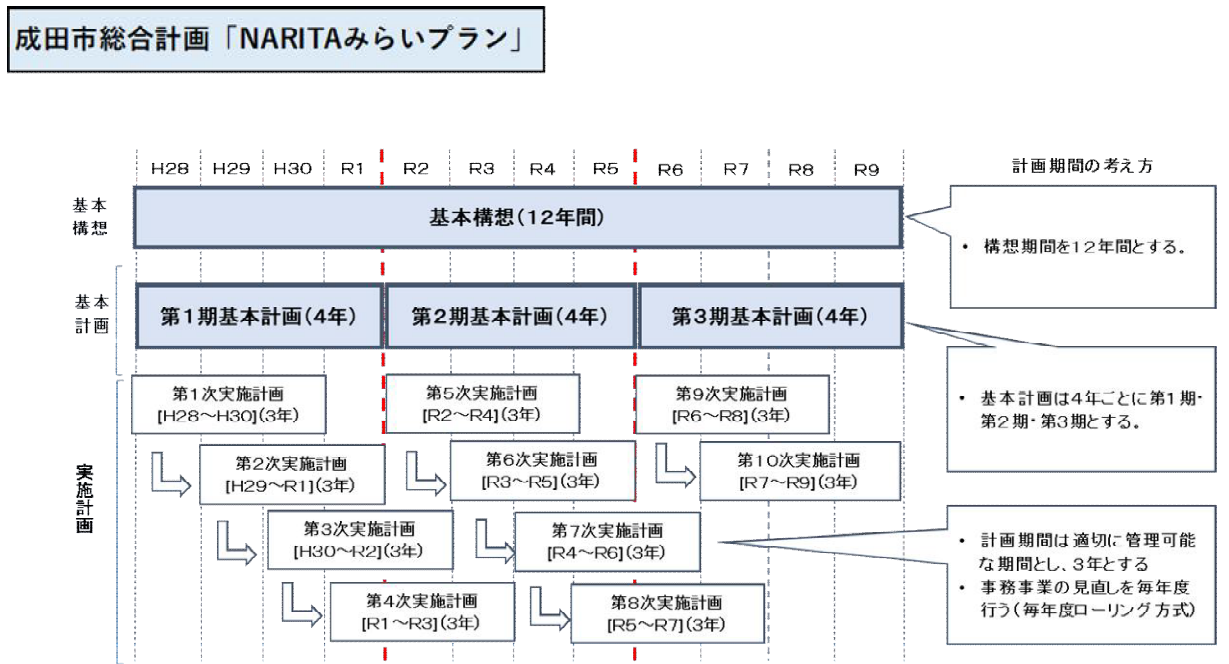 成田市総合計画「NARITAみらいプラン」
H28 H29 H30 R1 R2 R3 R4 R5 R6 R7 R8 R9
計画期間の考え方
基本
構想
基本構想(12年間)
• 構想期間を12年間とする。
基本
計画
第1期基本計画(4年)
第2期基本計画(4年)
第3期基本計画(4年)
• 基本計画は4年ごとに第1期・
第2期・第3期とする。
実施計画
第1次実施計画
[H28～H30](3年)
第5次実施計画
[R2～R4](3年)
第9次実施計画
[R6～R8](3年)
第2次実施計画
[H29～R1](3年)
第6次実施計画
[R3～R5](3年)
第10次実施計画
[R7～R9](3年)
第3次実施計画
[H30～R2](3年)
第7次実施計画
[R4～R6](3年)
第4次実施計画
[R1～R3](3年)
第8次実施計画
[R5～R7](3年)
• 計画期間は適切に管理可能
な期間とし、3年とする
• 事務事業の見直しを毎年度
行う(毎年度ローリング方式)